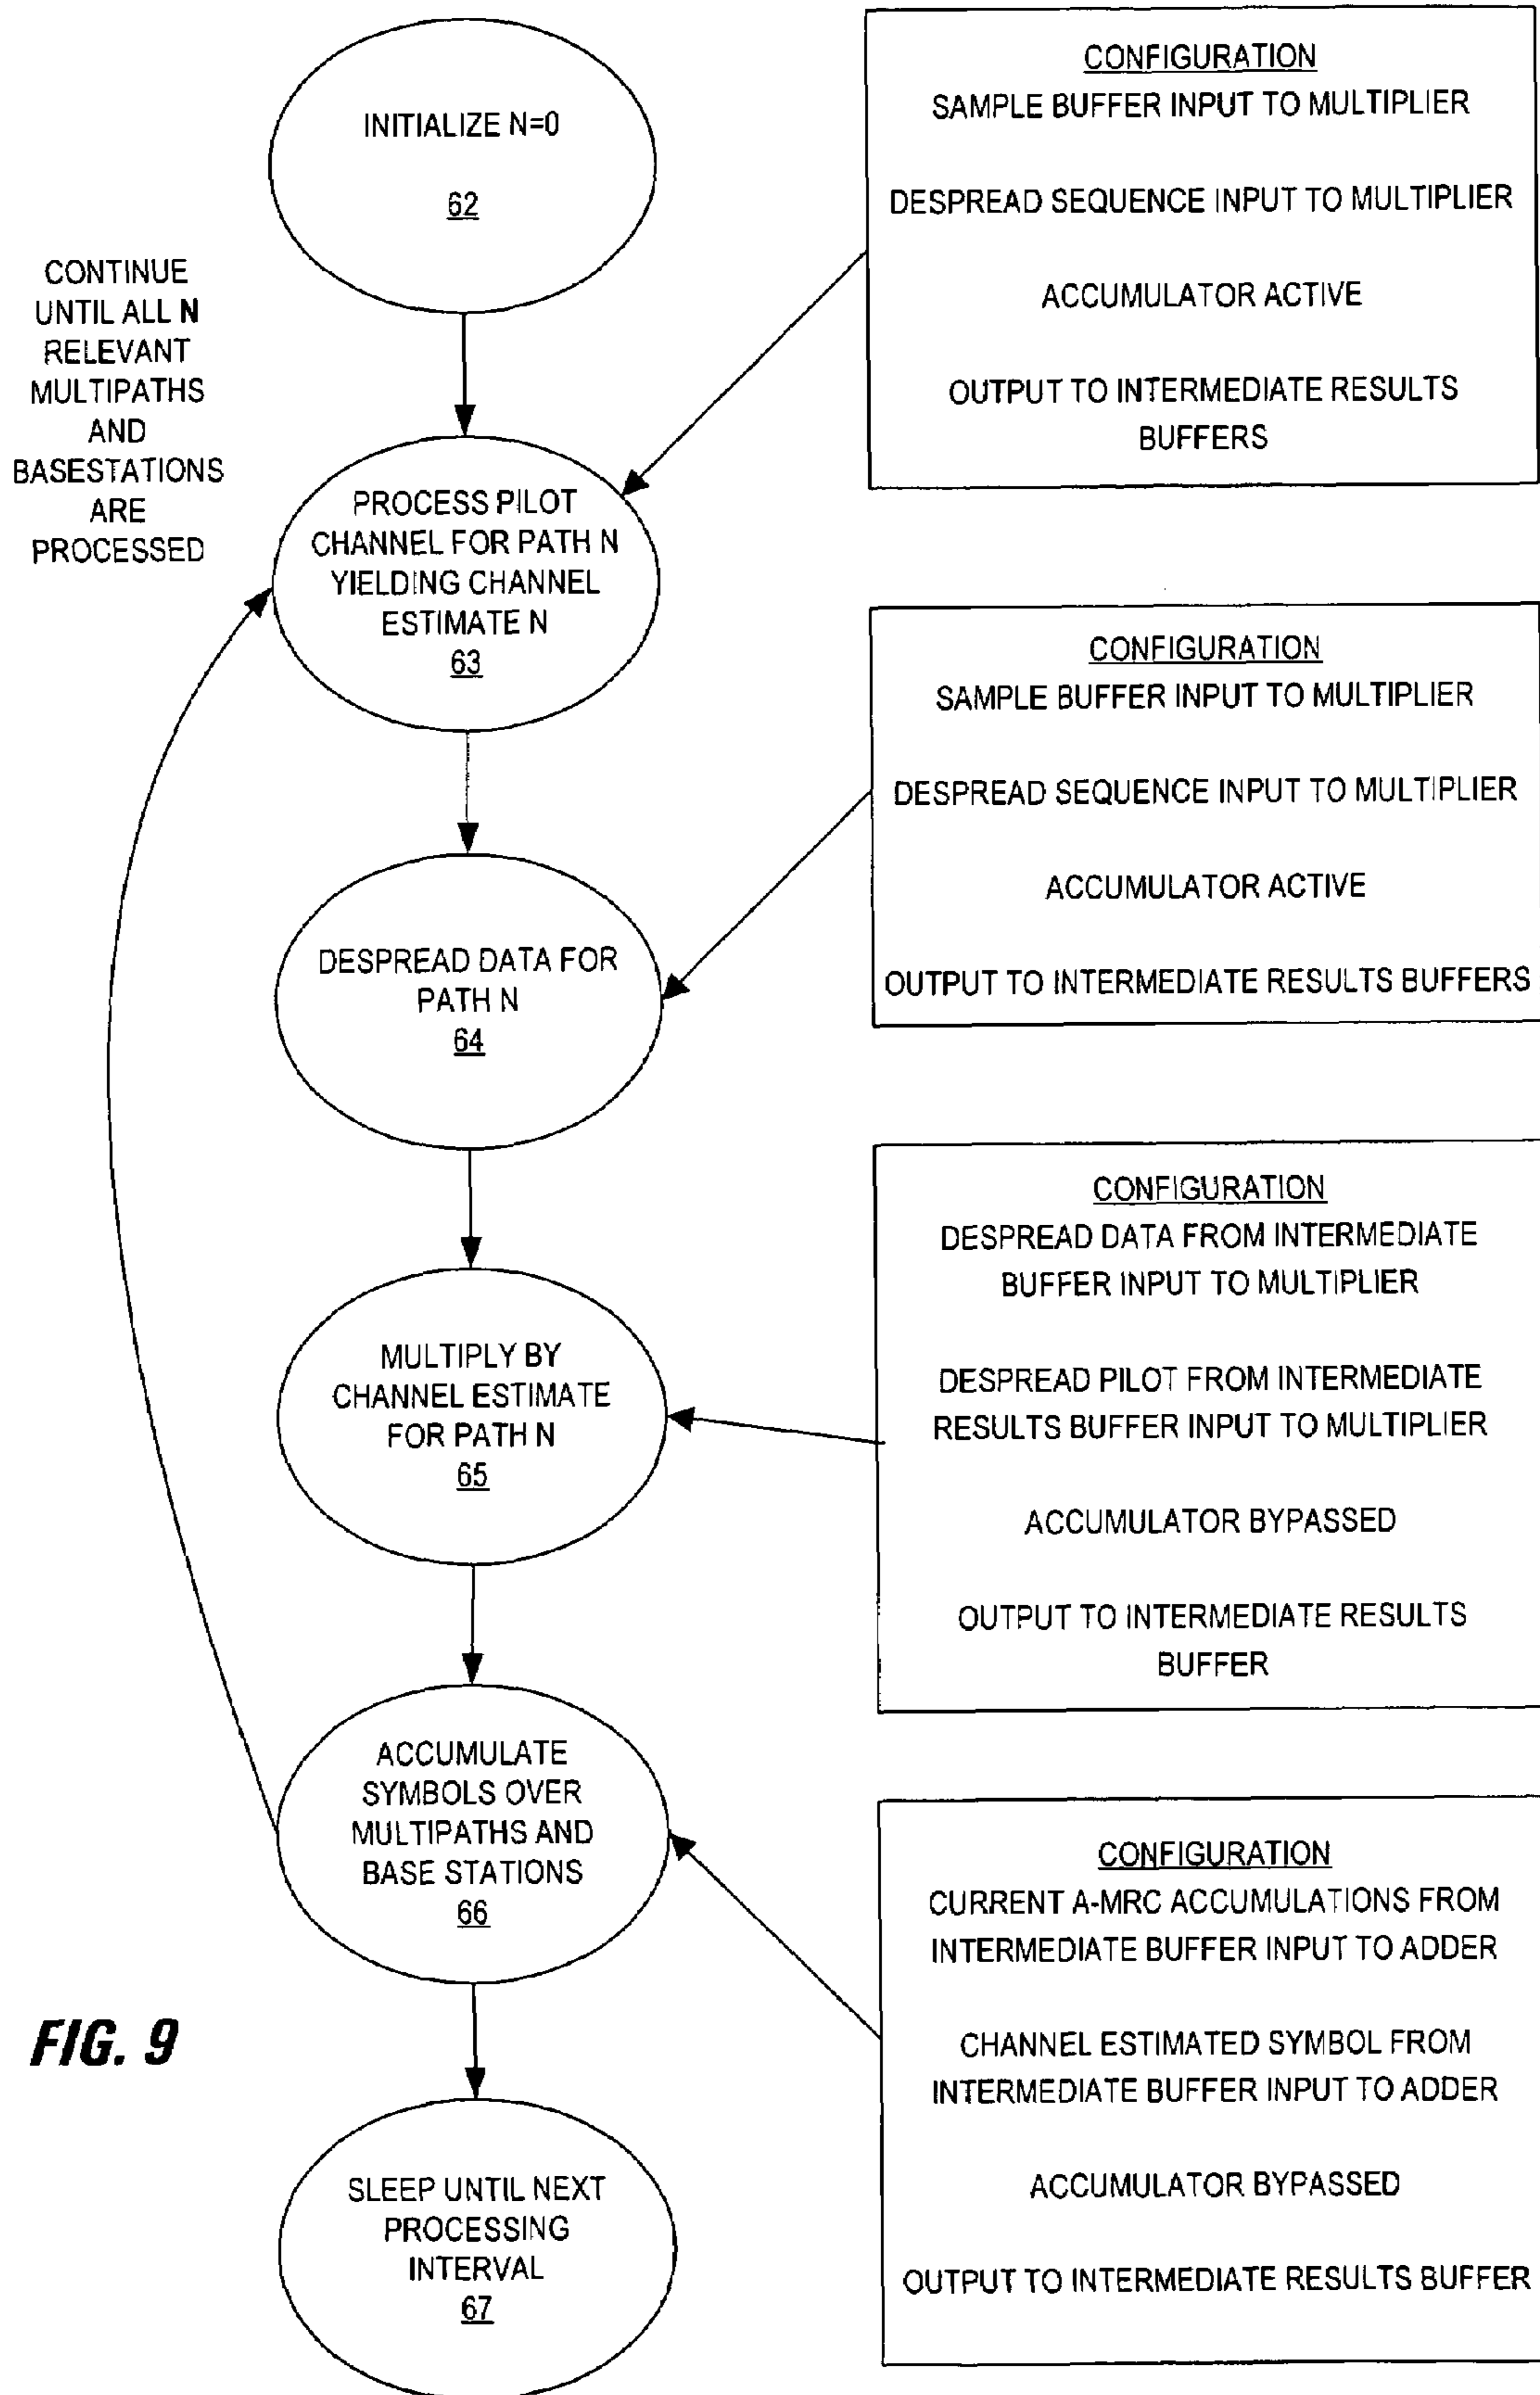 INITIALIZE N=0
62
CONTINUE
UNTIL ALL N
RELEVANT
MULTIPATHS
AND
BASESTATIONS
ARE
PROCESSED
PROCESS PILOT
CHANNEL FOR PATH N
YIELDING CHANNEL
ESTIMATE N
63
DESPREAD DATA FOR
PATH N
64
MULTIPLY BY
CHANNEL ESTIMATE
FOR PATH N
65
ACCUMULATE
SYMBOLS OVER
MULTIPATHS AND
BASE STATIONS
66
SLEEP UNTIL NEXT
PROCESSING
INTERVAL
67
CONFIGURATION
SAMPLE BUFFER INPUT TO MULTIPLIER
DESPREAD SEQUENCE INPUT TO MULTIPLIER
ACCUMULATOR ACTIVE
OUTPUT TO INTERMEDIATE RESULTS
BUFFERS
CONFIGURATION
SAMPLE BUFFER INPUT TO MULTIPLIER
DESPREAD SEQUENCE INPUT TO MULTIPLIER
ACCUMULATOR ACTIVE
OUTPUT TO INTERMEDIATE RESULTS BUFFERS
CONFIGURATION
DESPREAD DATA FROM INTERMEDIATE
BUFFER INPUT TO MULTIPLIER
DESPREAD PILOT FROM INTERMEDIATE
RESULTS BUFFER INPUT TO MULTIPLIER
ACCUMULATOR BYPASSED
OUTPUT TO INTERMEDIATE RESULTS
BUFFER
CONFIGURATION
CURRENT A-MRC ACCUMULATIONS FROM
INTERMEDIATE BUFFER INPUT TO ADDER
CHANNEL ESTIMATED SYMBOL FROM
INTERMEDIATE BUFFER INPUT TO ADDER
ACCUMULATOR BYPASSED
OUTPUT TO INTERMEDIATE RESULTS BUFFER
FIG. 9